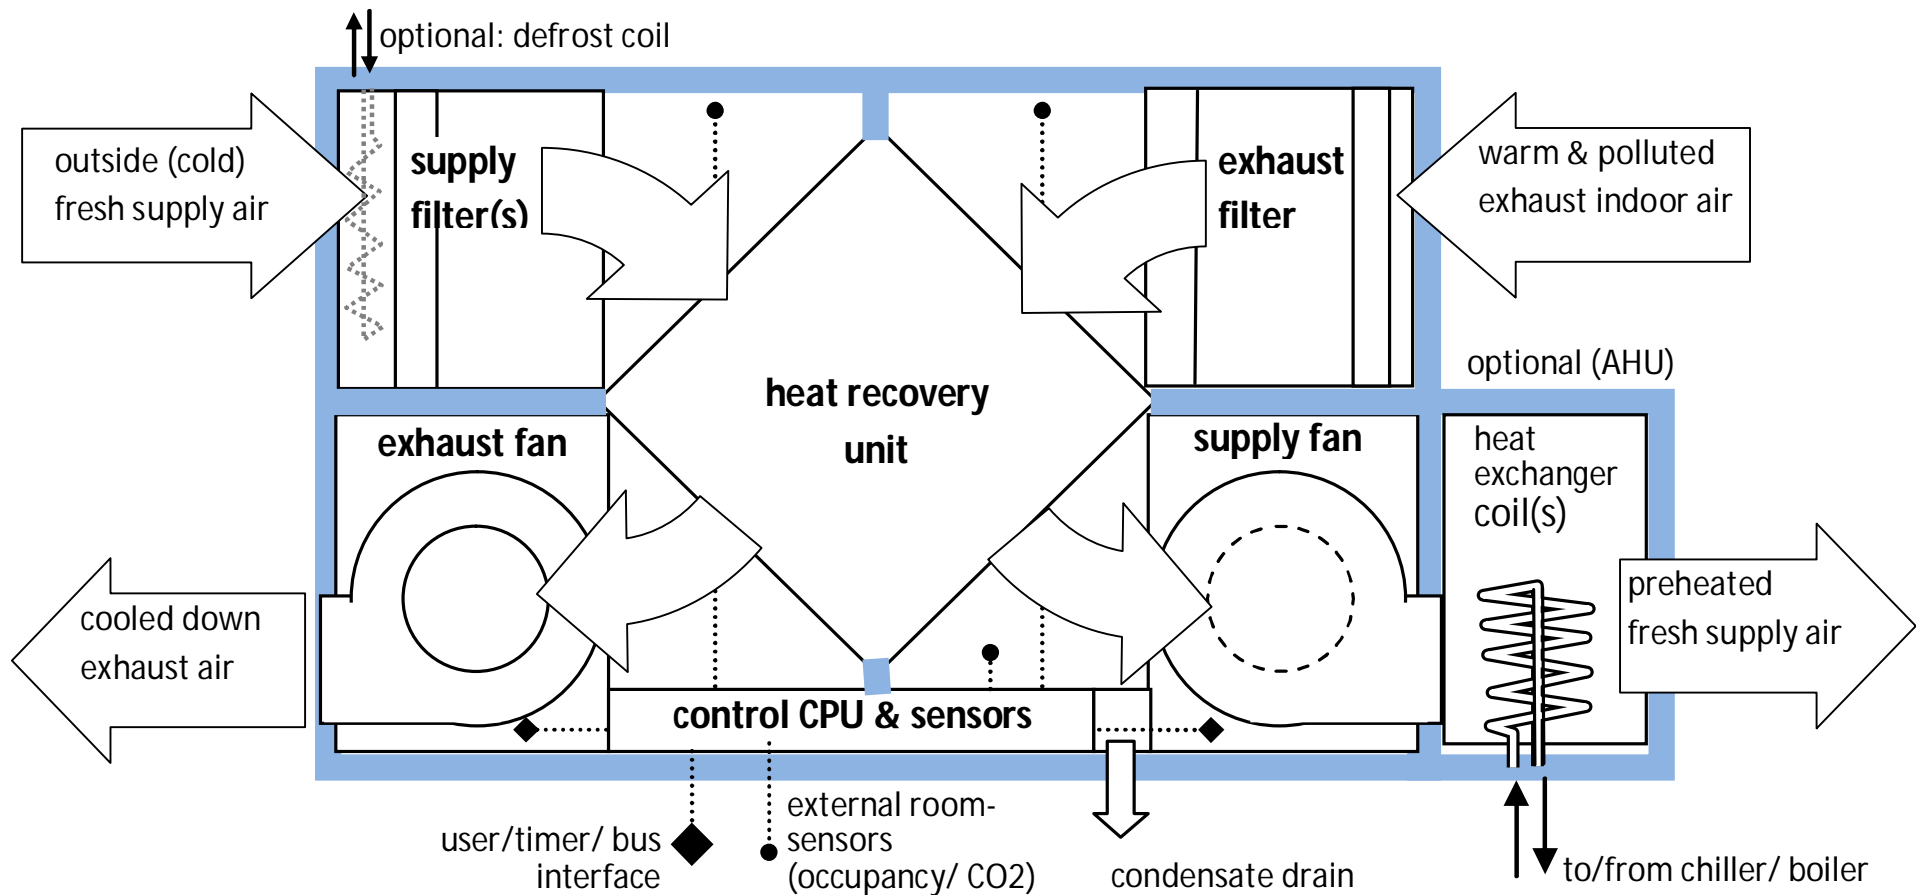 optional: defrost coil
outside (cold)
fresh supply air
supply
filter(s)
exhaust
filter
warm & polluted
exhaust indoor air
optional (AHU)
heat recovery
unit
exhaust fan
supply fan
heat
exchanger
coil(s)
cooled down
exhaust air
preheated
fresh supply air
control CPU & sensors
user/timer/ bus
interface
external room-
sensors
(occupancy/ CO2)
condensate drain
to/from chiller/ boiler